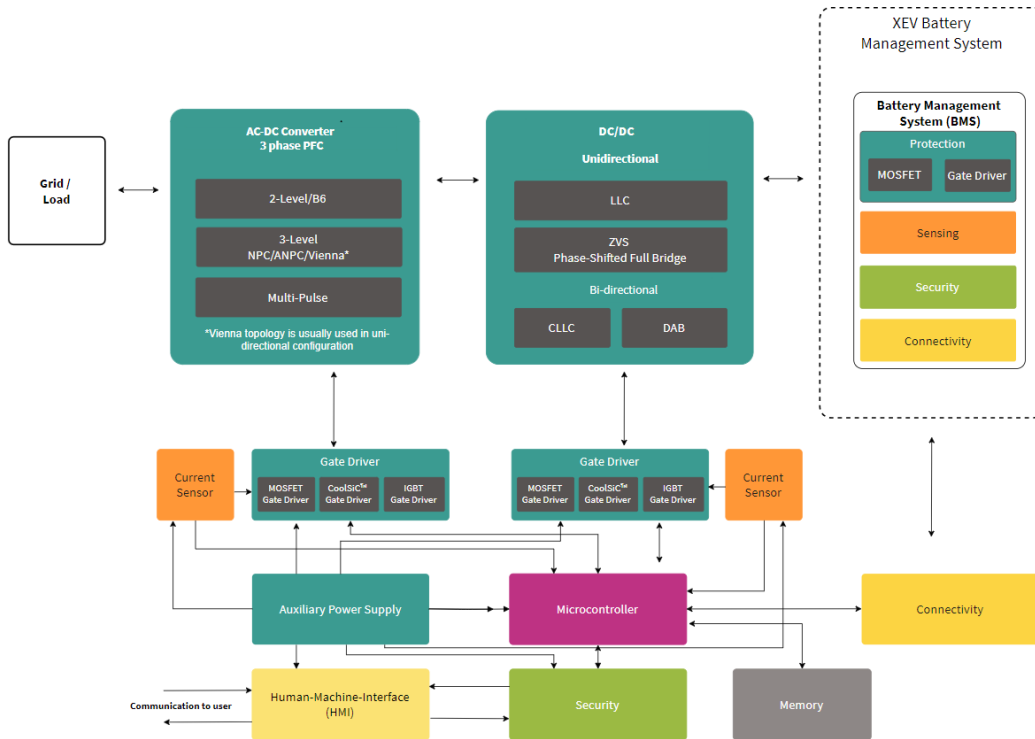 XEV Battery
Management System
Battery Management
System (BMS)
Protection
MOSFET
Gate Driver
Sensing
Security
Connectivity
Grid /
Load
AC-DC Converter
3 phase PFC
2-Level/B6
3-Level
NPC/ANPC/Vienna*
Multi-Pulse
*Vienna topology is usually used in uni-
directional configuration
DC/DC
Unidirectional
LLC
ZVS
Phase-Shifted Full Bridge
Bi-directional
CLLC
DAB
Current
Sensor
Gate Driver
MOSFET
Gate Driver
CoolSiC™
Gate Driver
IGBT
Gate Driver
Gate Driver
MOSFET
Gate Driver
CoolSiC™
Gate Driver
IGBT
Gate Driver
Current
Sensor
Auxiliary Power Supply
Microcontroller
Connectivity
Communication to user
Human-Machine-Interface
(HMI)
Security
Memory